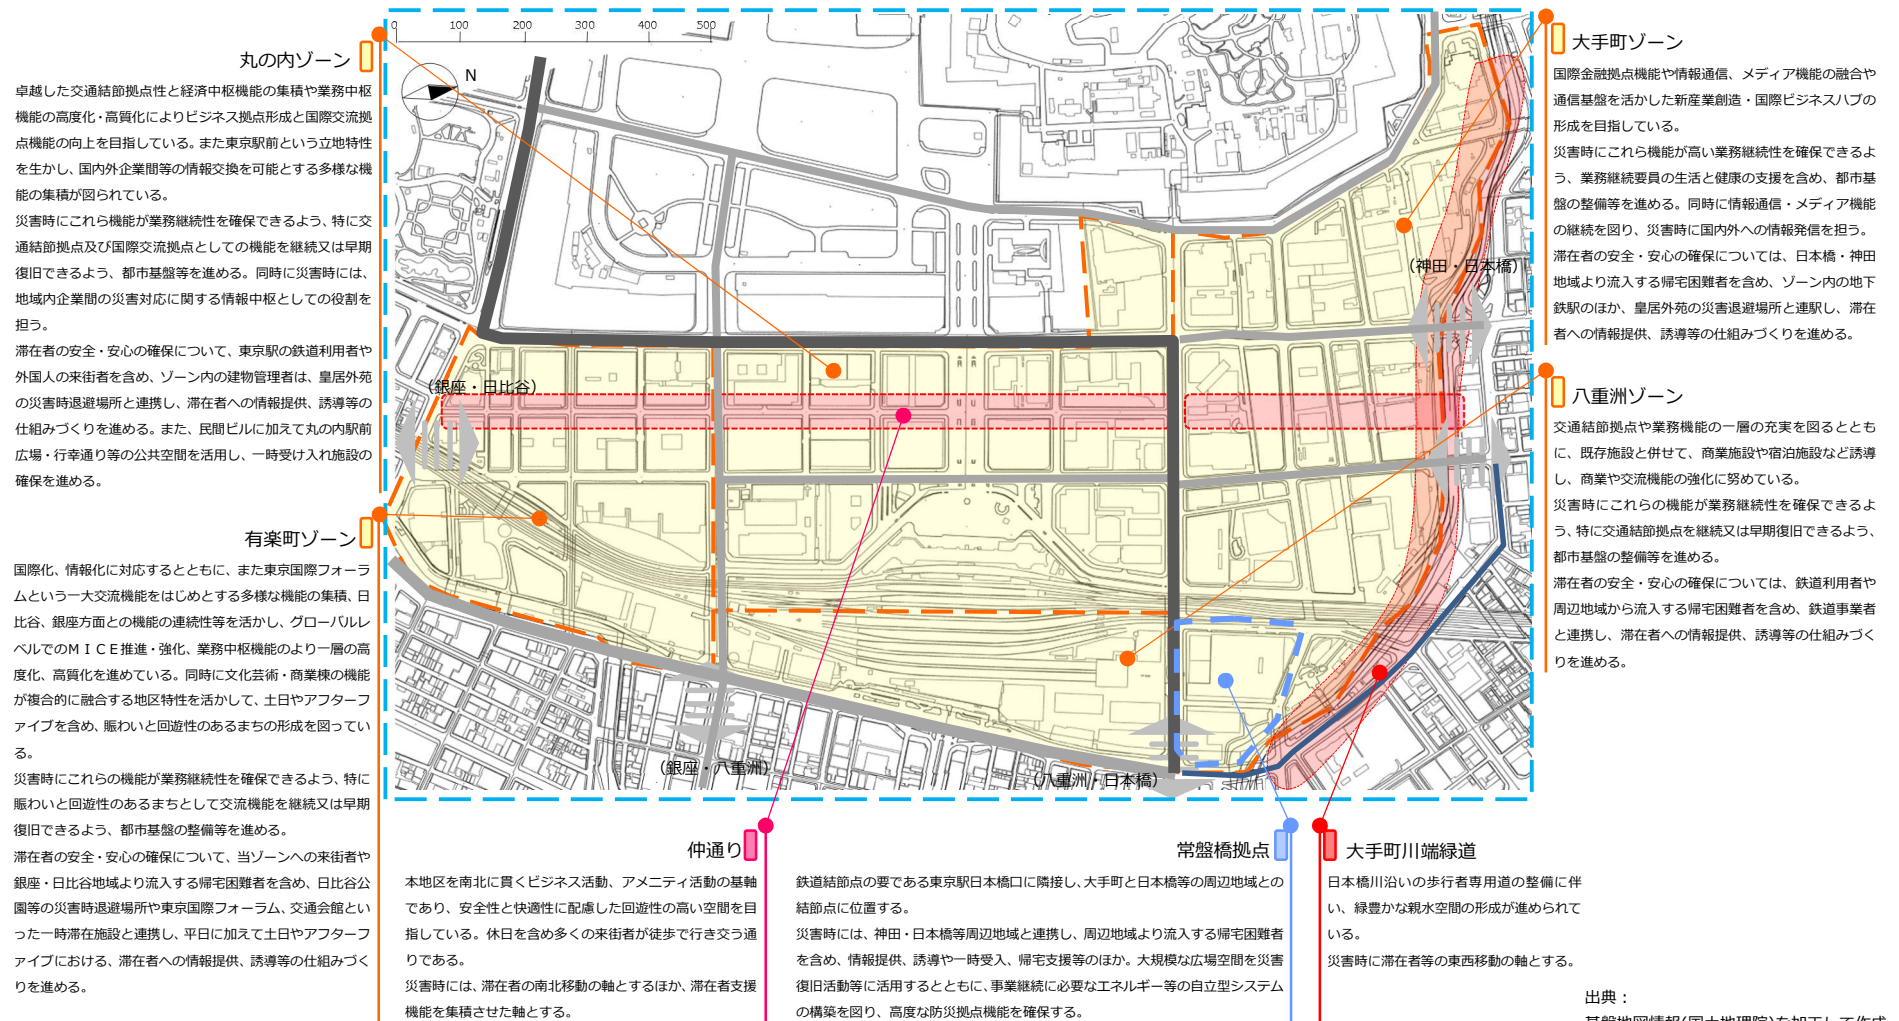 0 100 200 300 400 500
N
丸の内ゾーン
卓越した交通結節拠点性と経済中枢機能の集積や業務中枢
機能の高度化・高質化によりビジネス拠点形成と国際交流拠
点機能の向上を目指している。また東京駅前という立地特性
を生かし、国内外企業間等の情報交換を可能とする多様な機
能の集積が図られている。
災害時にこれら機能が業務継続性を確保できるよう、特に交
通結節拠点及び国際交流拠点としての機能を継続又は早期
復旧できるよう、都市基盤等を進める。同時に災害時には、
地域内企業間の災害対応に関する情報中枢としての役割を
担う。
滞在者の安全・安心の確保について、東京駅の鉄道利用者や
外国人の来街者を含め、ゾーン内の建物管理者は、皇居外苑
の災害時退避場所と連携し、滞在者への情報提供、誘導等の
仕組みづくりを進める。また、民間ビルに加えて丸の内駅前
広場・行幸通り等の公共空間を活用し、一時受け入れ施設の
確保を進める。
有楽町ゾーン
国際化、情報化に対応するとともに、また東京国際フォーラ
ムという一大交流機能をはじめとする多様な機能の集積、日
比谷、銀座方面との機能の連続性等を活かし、グローバルレ
ベルでのＭＩＣＥ推進・強化、業務中枢機能のより一層の高
度化、高質化を進めている。同時に文化芸術・商業棟の機能
が複合的に融合する地区特性を活かして、土日やアフターフ
ァイブを含め、賑わいと回遊性のあるまちの形成を図ってい
る。
災害時にこれらの機能が業務継続性を確保できるよう、特に
賑わいと回遊性のあるまちとして交流機能を継続又は早期
復旧できるよう、都市基盤の整備等を進める。
滞在者の安全・安心の確保について、当ゾーンへの来街者や
銀座・日比谷地域より流入する帰宅困難者を含め、日比谷公
園等の災害時退避場所や東京国際フォーラム、交通会館とい
った一時滞在施設と連携し、平日に加えて土日やアフターフ
ァイブにおける、滞在者への情報提供、誘導等の仕組みづく
りを進める。
（銀座・日比谷）
（神田・日本橋）
（銀座・八重洲）
（八重洲・日本橋）
大手町ゾーン
国際金融拠点機能や情報通信、メディア機能の融合や
通信基盤を活かした新産業創造・国際ビジネスハブの
形成を目指している。
災害時にこれら機能が高い業務継続性を確保できるよ
う、業務継続要員の生活と健康の支援を含め、都市基
盤の整備等を進める。同時に情報通信・メディア機能
の継続を図り、災害時に国内外への情報発信を担う。
滞在者の安全・安心の確保については、日本橋・神田
地域より流入する帰宅困難者を含め、ゾーン内の地下
鉄駅のほか、皇居外苑の災害退避場所と連駅し、滞在
者への情報提供、誘導等の仕組みづくりを進める。
八重洲ゾーン
交通結節拠点や業務機能の一層の充実を図るととも
に、既存施設と併せて、商業施設や宿泊施設など誘導
し、商業や交流機能の強化に努めている。
災害時にこれらの機能が業務継続性を確保できるよ
う、特に交通結節拠点を継続又は早期復旧できるよう、
都市基盤の整備等を進める。
滞在者の安全・安心の確保については、鉄道利用者や
周辺地域から流入する帰宅困難者を含め、鉄道事業者
と連携し、滞在者への情報提供、誘導等の仕組みづく
りを進める。
仲通り
本地区を南北に貫くビジネス活動、アメニティ活動の基軸
であり、安全性と快適性に配慮した回遊性の高い空間を目
指している。休日を含め多くの来街者が徒歩で行き交う通
りである。
災害時には、滞在者の南北移動の軸とするほか、滞在者支援
機能を集積させた軸とする。
常盤橋拠点
鉄道結節点の要である東京駅日本橋口に隣接し、大手町と日本橋等の周辺地域との
結節点に位置する。
災害時には、神田・日本橋等周辺地域と連携し、周辺地域より流入する帰宅困難者
を含め、情報提供、誘導や一時受入、帰宅支援等のほか。大規模な広場空間を災害
復旧活動等に活用するとともに、事業継続に必要なエネルギー等の自立型システム
の構築を図り、高度な防災拠点機能を確保する。
大手町川端緑道
日本橋川沿いの歩行者専用道の整備に伴
い、緑豊かな親水空間の形成が進められて
いる。
災害時に滞在者等の東西移動の軸とする。
出典：
基盤地図情報(国土地理院)を加工して作成